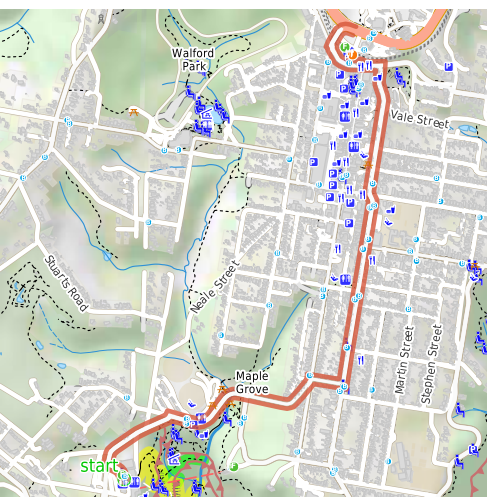 Walford
Park
Vale Street
Stuarts Road
Neale Street
Martin Street
Stephen Street
Maple
Grove
start